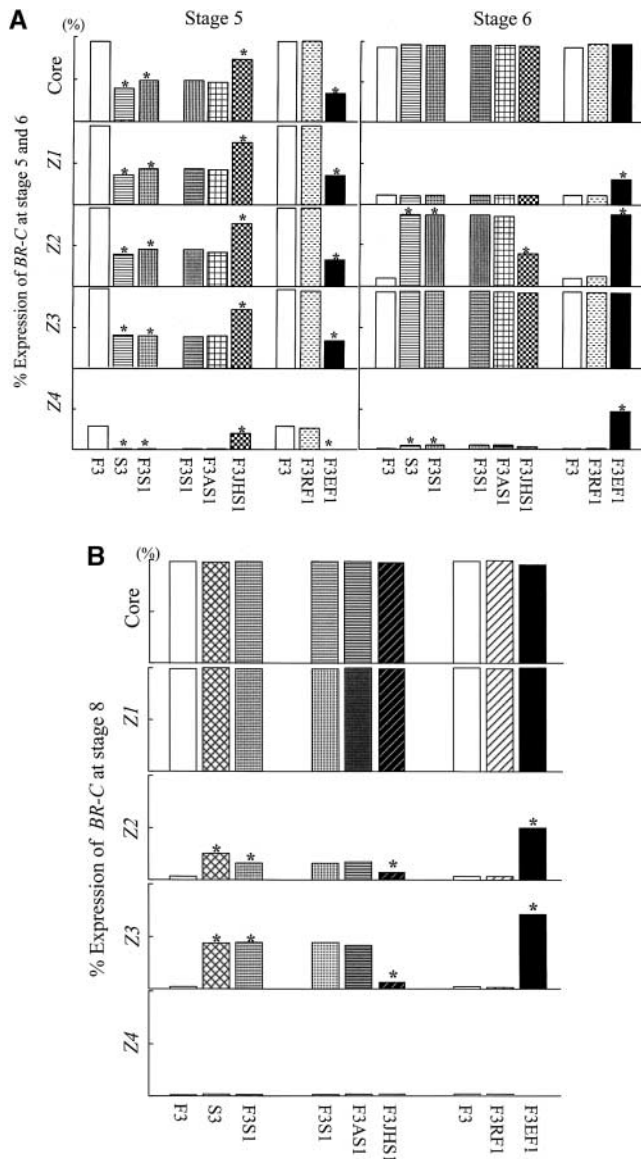 A
(%)
Stage 5
Stage 6
% Expression of BR-C at stage 5 and 6
Core
Z1
Z2
Z3
Z4
* * *
*
* * *
*
* *
* * *
*
* *
*
* * *
*
* * *
*
* *
*
F3
S3
F3S1
F3S1
F3AS1
F3JHS1
F3
F3RF1
F3EF1
F3
S3
F3S1
F3S1
F3AS1
F3JHS1
F3
F3RF1
F3EF1
B
(%)
% Expression of BR-C at stage 8
Core
Z1
Z2
Z3
Z4
* * * *
* * * *
F3
S3
F3S1
F3S1
F3AS1
F3JHS1
F3
F3RF1
F3EF1